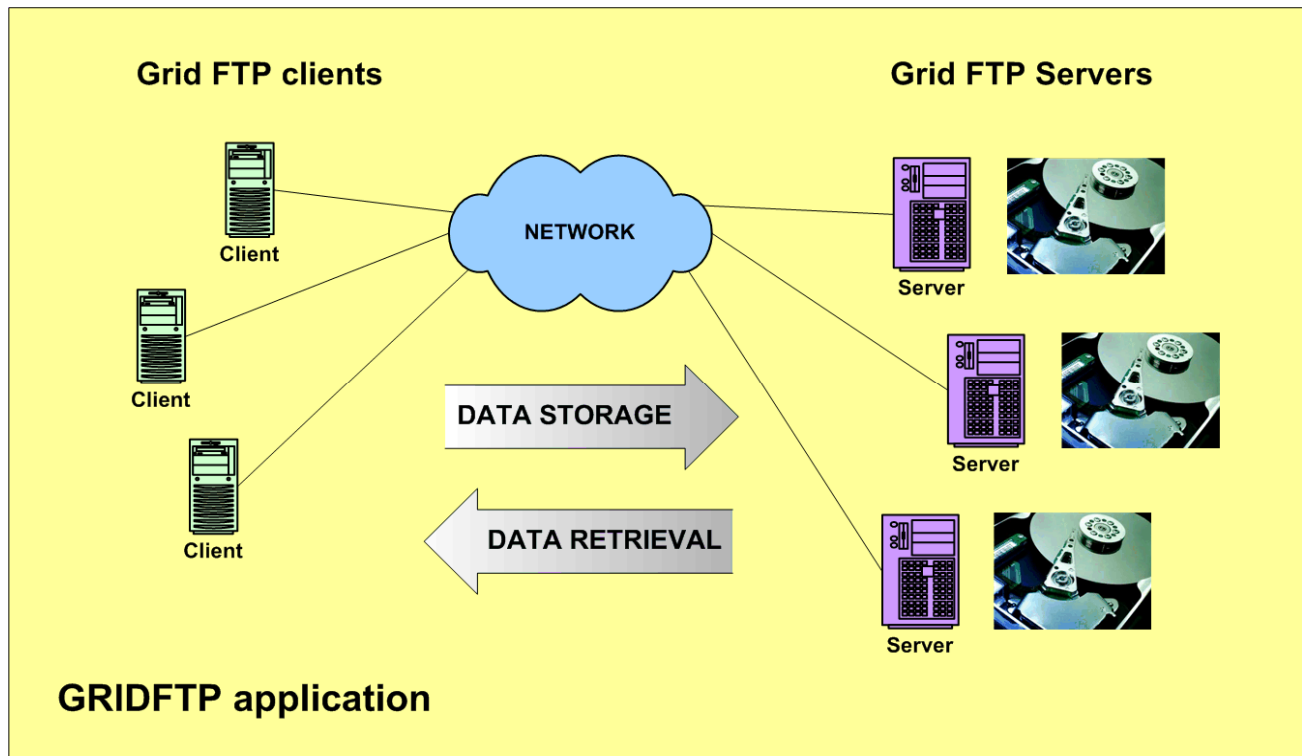 Grid FTP clients
Grid FTP Servers
Client
NETWORK
Server
Client
DATA STORAGE
Server
Client
DATA RETRIEVAL
Server
GRIDFTP application